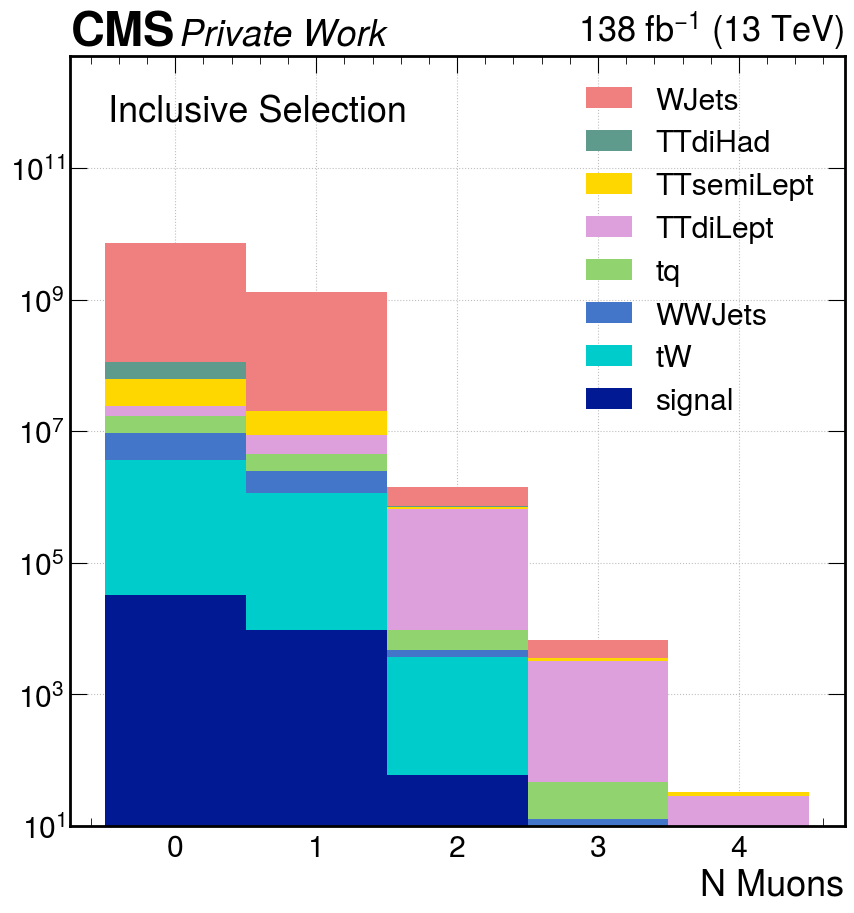 CMS Private Work 138 fb⁻¹ (13 TeV)
Inclusive Selection
WJets
TTdiHad
TTsemiLept
TTdiLept
tq
WWJets
tW
signal
10¹¹
10⁹
10⁷
10⁵
10³
10¹
0 1 2 3 4
N Muons